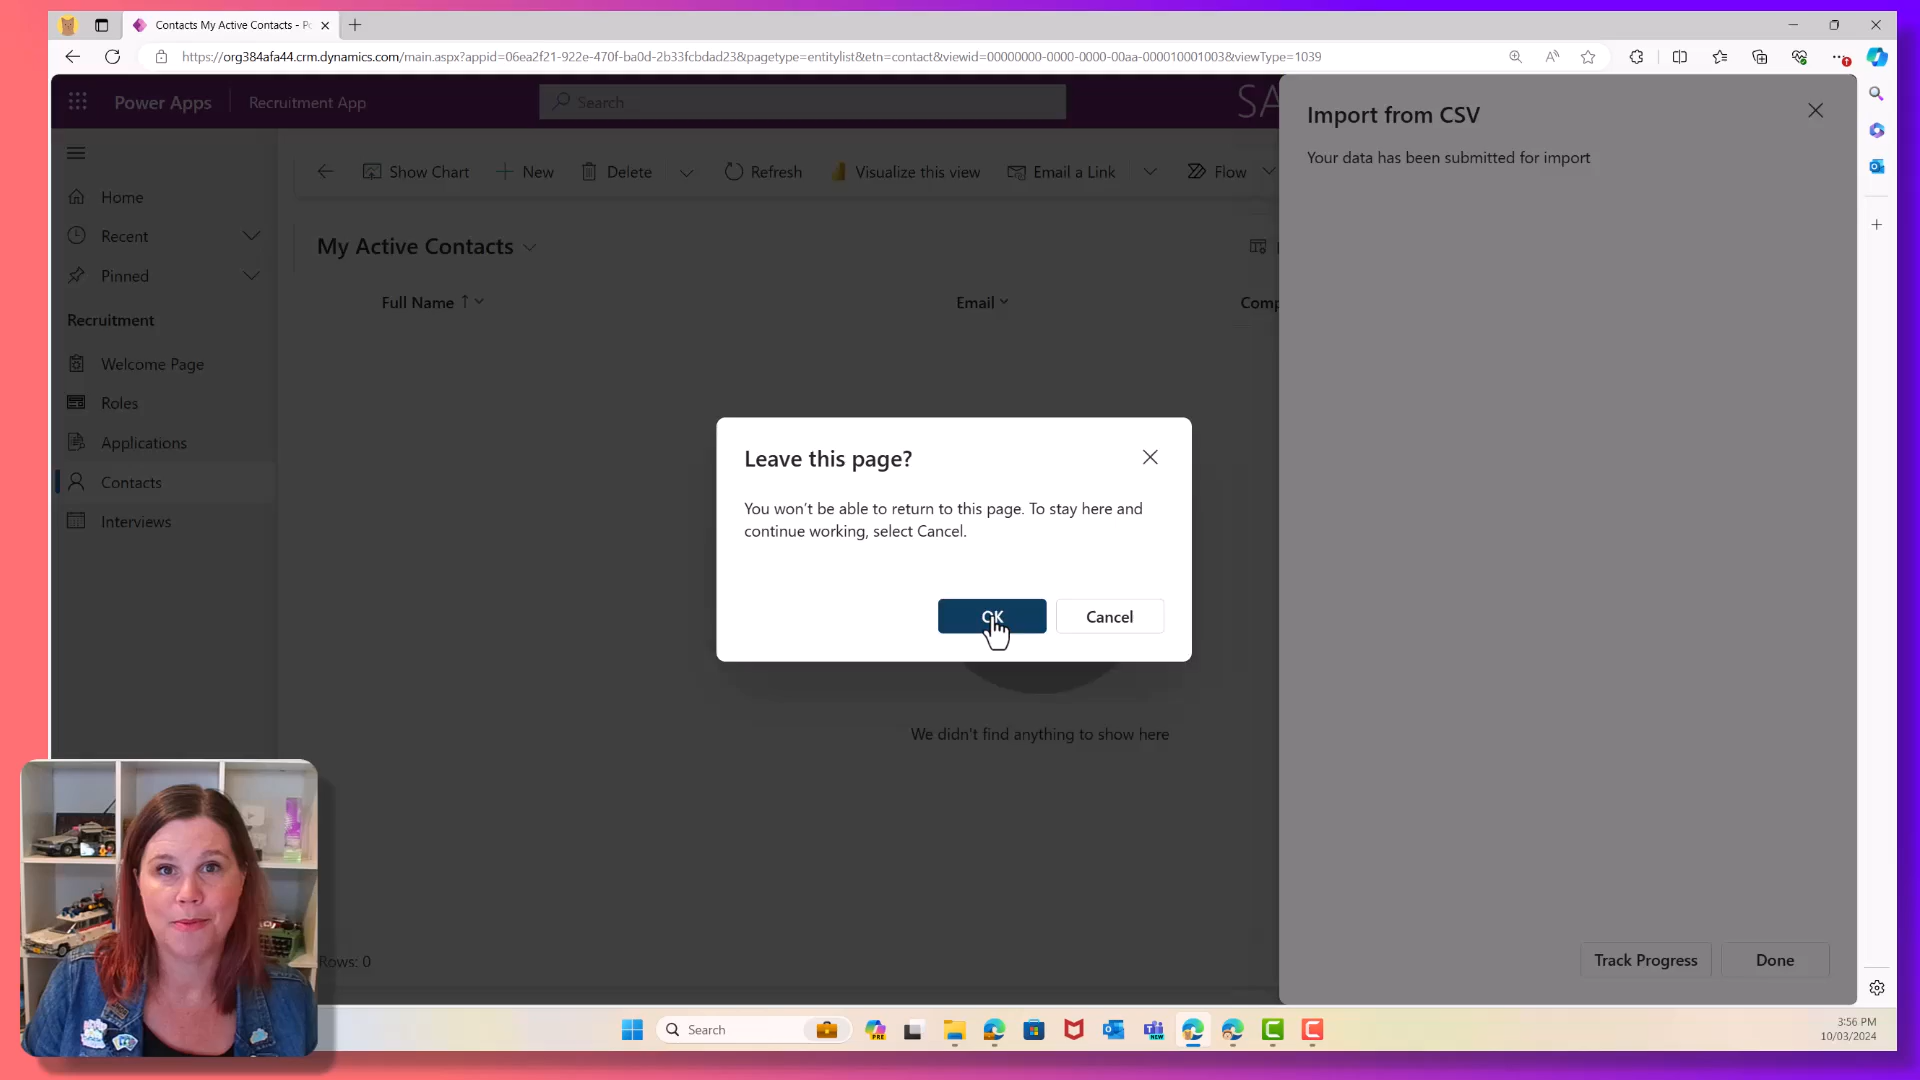 Contacts My Active Contacts - Po
https://org384afa44.crm.dynamics.com/main.aspx?appid=06ea2f21-922e-470f-ba0d-2b33fcbdad23&pagetype=entitylist&etn=contact&viewid=00000000-0000-0000-00aa-000010001003&viewType=1039
Power Apps
Recruitment App
Search
SA
Import from CSV
Your data has been submitted for import
Show Chart
New
Delete
Refresh
Visualize this view
Email a Link
Flow
Home
Recent
Pinned
Recruitment
Welcome Page
Roles
Applications
Contacts
Interviews
My Active Contacts
Full Name
Email
Comp
Leave this page?
You won't be able to return to this page. To stay here and
continue working, select Cancel.
OK
Cancel
We didn't find anything to show here
Rows: 0
Track Progress
Done
Search
PRE
NEW
3:56 PM
10/03/2024